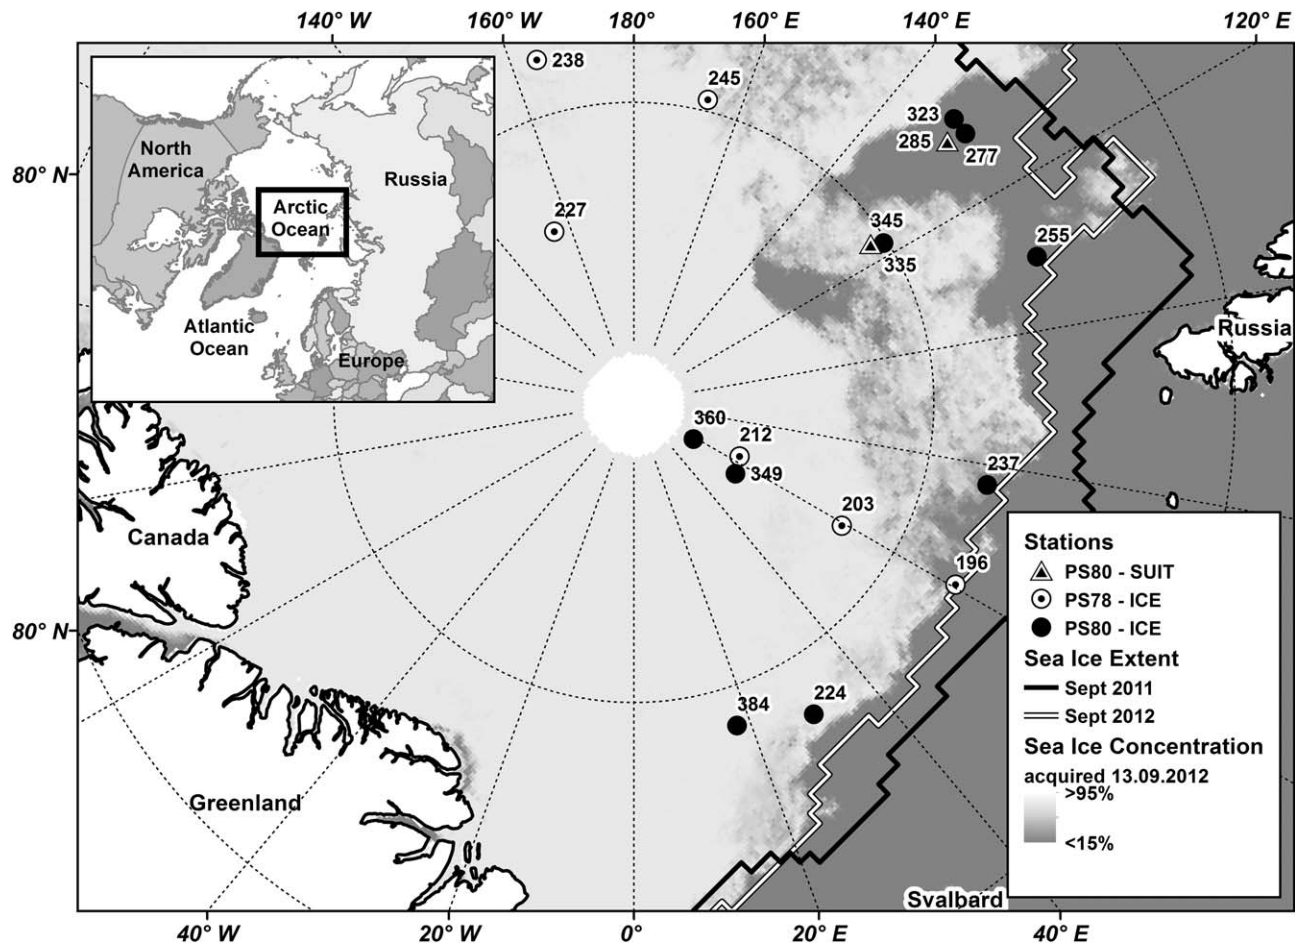 140° W 160° W 180° 160° E 140° E 120° E
238
245
323
285
277
80° N
North
America
Russia
Arctic
Ocean
227
345
335
255
Atlantic
Ocean
Europe
Russia
360
212
349
237
203
Canada
196
Stations
PS80 - SUIT
PS78 - ICE
PS80 - ICE
80° N
Sea Ice Extent
Sept 2011
Sept 2012
384
224
Sea Ice Concentration
acquired 13.09.2012
>95%
<15%
Greenland
Svalbard
40° W 20° W 0° 20° E 40° E